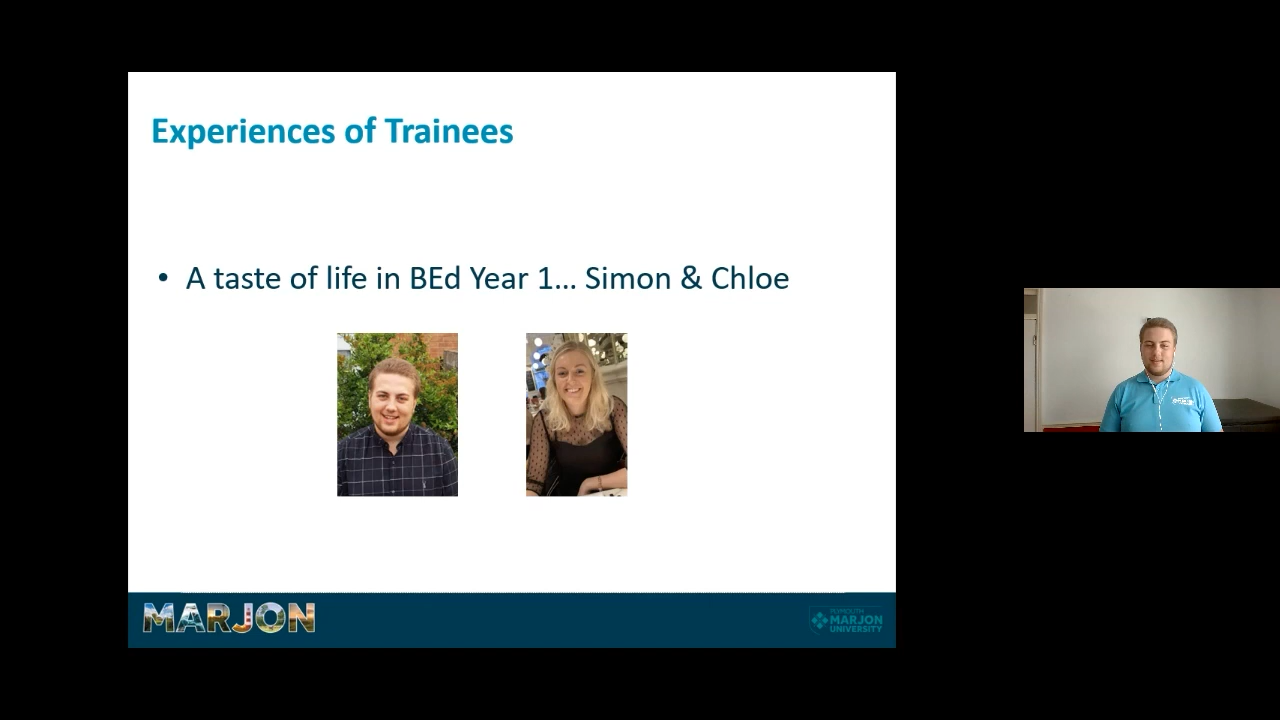 Experiences of Trainees
• A taste of life in BEd Year 1... Simon & Chloe
MARJON
PLYMOUTH
MARJON
UNIVERSITY